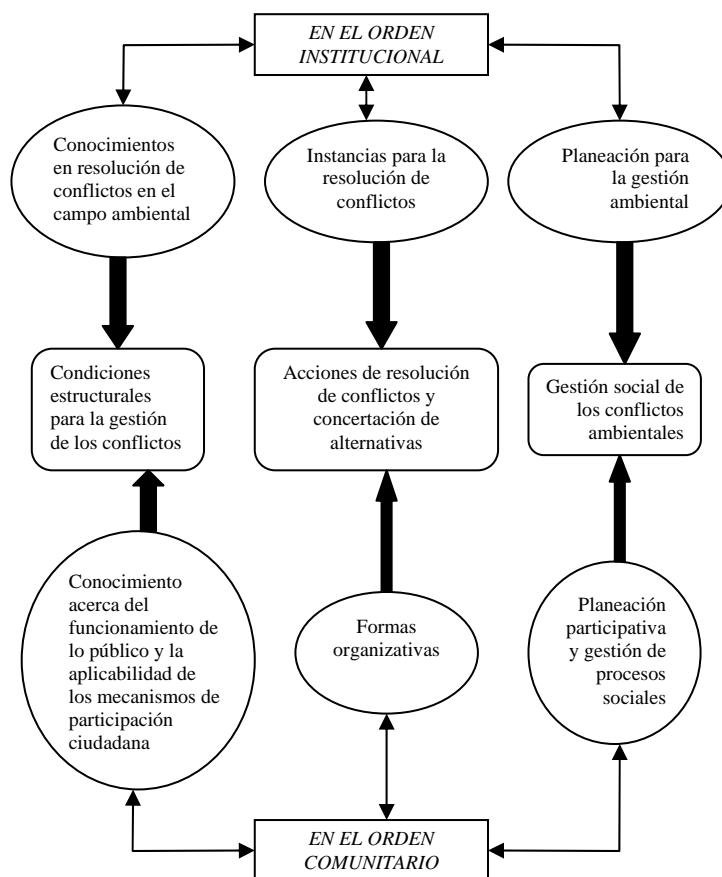 EN EL ORDEN
INSTITUCIONAL
Conocimientos
en resolución de
conflictos en el
campo ambiental
Instancias para la
resolución de
conflictos
Planeación para
la gestión
ambiental
Condiciones
estructurales
para la gestión
de los conflictos
Acciones de resolución
de conflictos y
concertación de
alternativas
Gestión social de
los conflictos
ambientales
Conocimiento
acerca del
funcionamiento de
lo público y la
aplicabilidad de
los mecanismos de
participación
ciudadana
Formas
organizativas
Planeación
participativa
y gestión de
procesos
sociales
EN EL ORDEN
COMUNITARIO